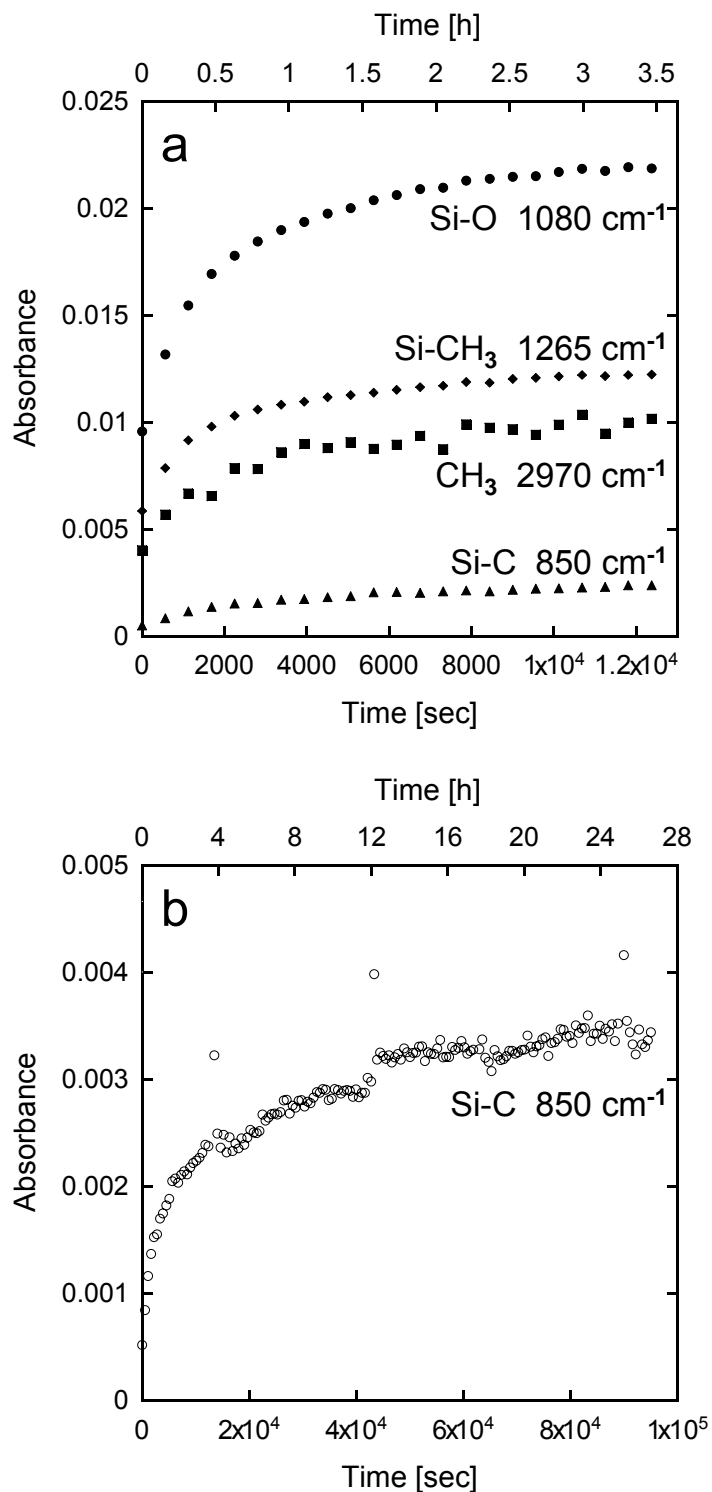 Time [h]
0 0.5 1 1.5 2 2.5 3 3.5
0.025
a
0.02
Si-O 1080 cm⁻¹
0.015
Si-CH₃ 1265 cm⁻¹
Absorbance
0.01
CH₃ 2970 cm⁻¹
0.005
Si-C 850 cm⁻¹
0
0 2000 4000 6000 8000 1x10⁴ 1.2x10⁴
Time [sec]
Time [h]
0 4 8 12 16 20 24 28
0.005
b
0.004
0.003
Si-C 850 cm⁻¹
Absorbance
0.002
0.001
0
0 2x10⁴ 4x10⁴ 6x10⁴ 8x10⁴ 1x10⁵
Time [sec]